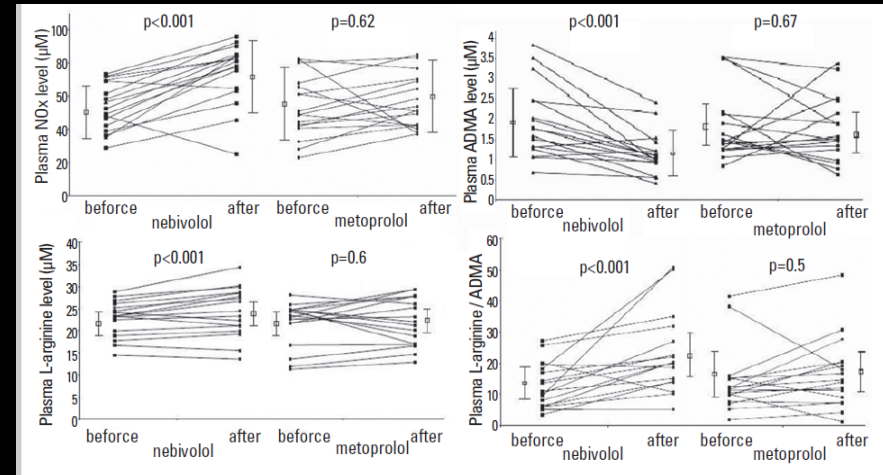 p<0.001
p=0.62
Plasma NOx level (µM)
100
80
20
0
beforce
after
beforce
after
nebivolol
metoprolol
p<0.001
p=0.67
Plasma ADMA level (µM)
4
3.5
3
2.5
2
1.5
1
0.5
0
beforce
after
beforce
after
nebivolol
metoprolol
p<0.001
p=0.6
Plasma L-arginine level (µM)
40
35
30
25
20
15
10
5
0
beforce
after
beforce
after
nebivolol
metoprolol
p<0.001
p=0.5
Plasma L-arginine / ADMA
60
50
40
30
20
10
0
beforce
after
beforce
after
nebivolol
metoprolol